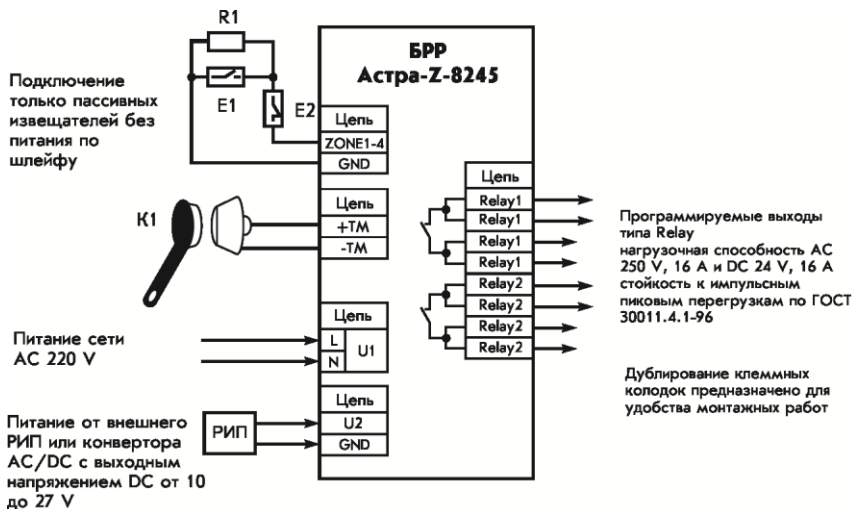 R1
БРР
Астра-Z-8245
Подключение
только пассивных
извещателей без
питания по
шлейфу
E1
E2
Цепь
ZONE1-4
GND
K1
Цепь
+TM
-TM
Цепь
Relay1
Relay1
Relay1
Relay1
Relay2
Relay2
Relay2
Relay2
Программируемые выходы
типа Relay
нагрузочная способность AC
250 V, 16 A и DC 24 V, 16 A
стойкость к импульсным
пиковым перегрузкам по ГОСТ
30011.4.1-96
Дублирование клеммных
колодок предназначено для
удобства монтажных работ
Питание сети
AC 220 V
Цепь
L
N
U1
Питание от внешнего
РИП или конвертора
AC/DC с выходным
напряжением DC от 10
до 27 V
РИП
Цепь
U2
GND